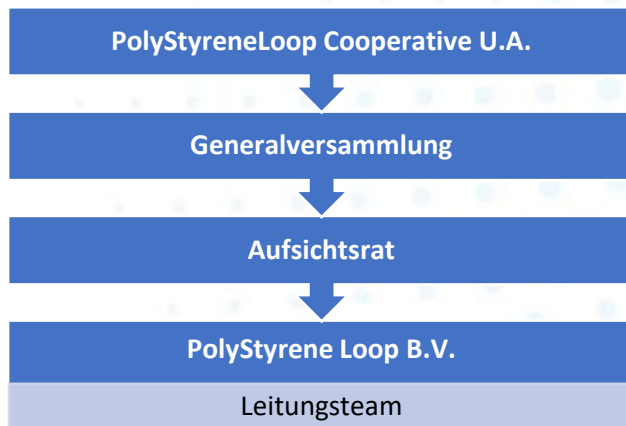 PolyStyreneLoop Cooperative U.A.
Generalversammlung
Aufsichtsrat
PolyStyrene Loop B.V.
Leitungsteam